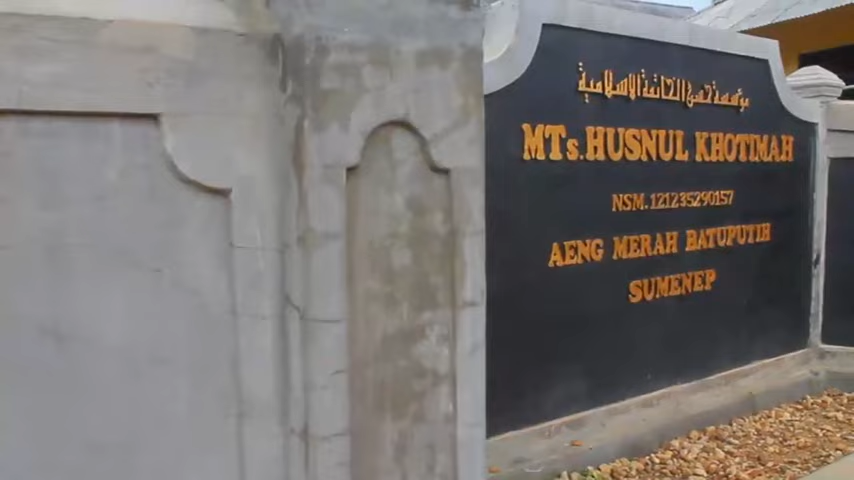 مؤسسة حسن الخاتمة الاسلامية
MTs. HUSNUL KHOTIMAH
NSM. 121235290157
AENG MERAH BATUPUTIH
SUMENEP